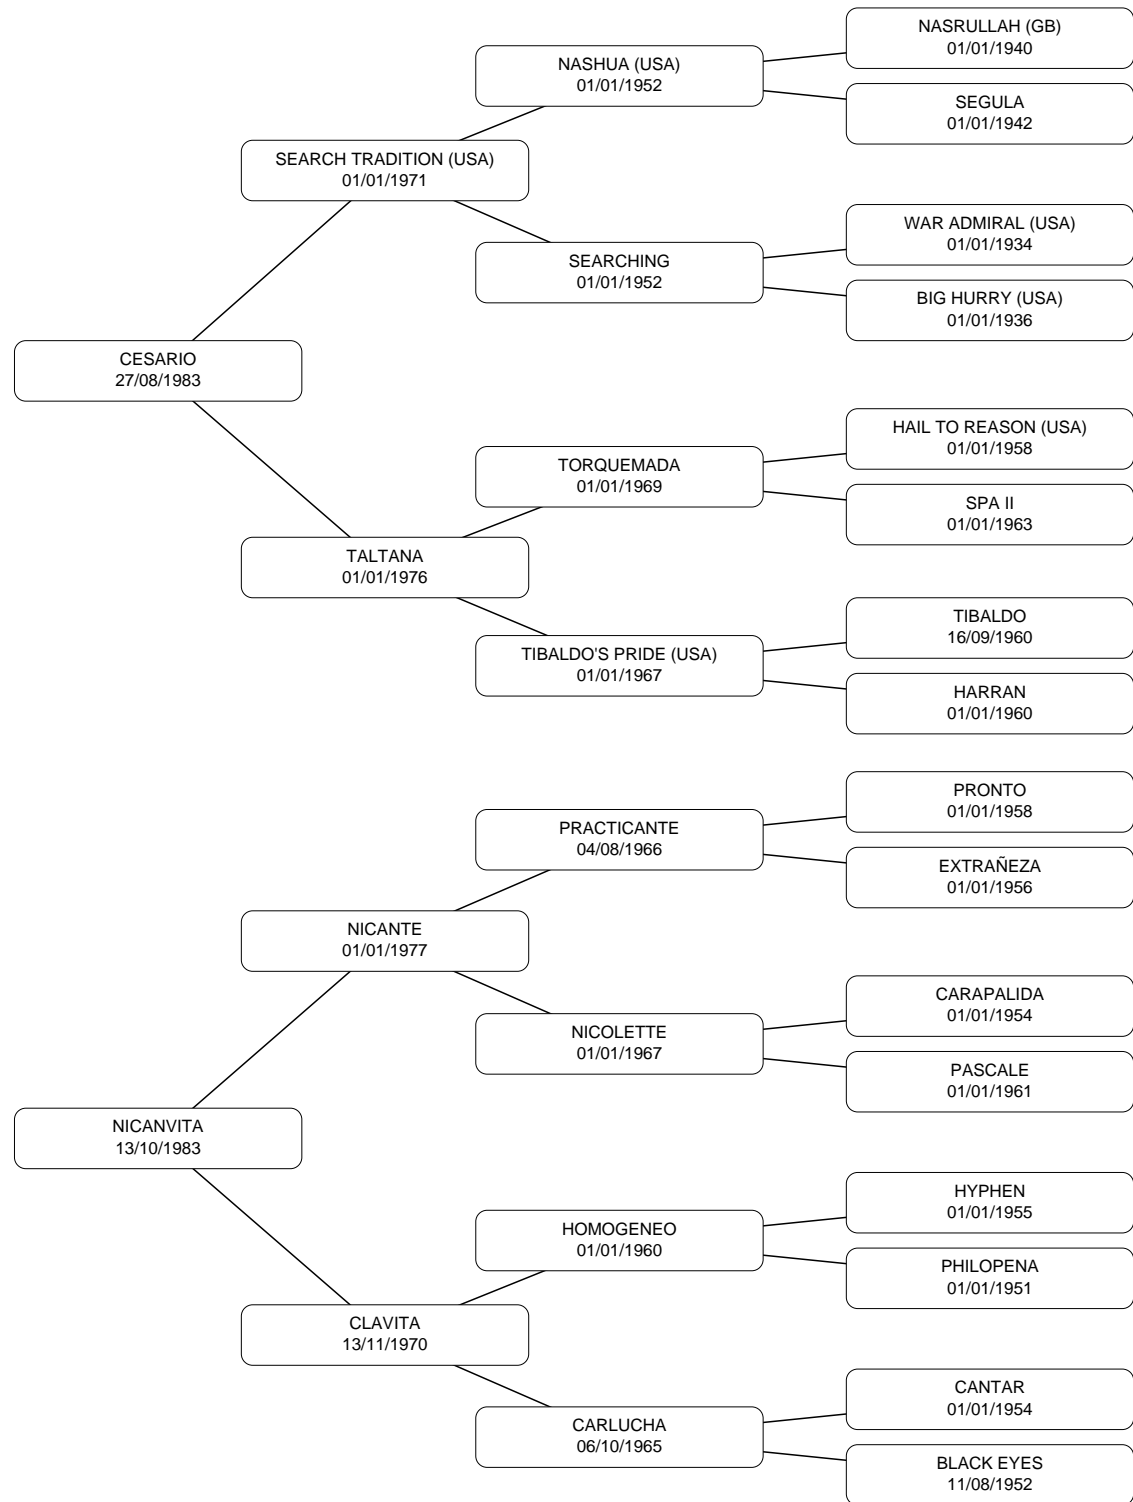 NASRULLAH (GB)
01/01/1940
NASHUA (USA)
01/01/1952
SEGULA
01/01/1942
SEARCH TRADITION (USA)
01/01/1971
WAR ADMIRAL (USA)
01/01/1934
SEARCHING
01/01/1952
BIG HURRY (USA)
01/01/1936
CESARIO
27/08/1983
HAIL TO REASON (USA)
01/01/1958
TORQUEMADA
01/01/1969
SPA II
01/01/1963
TALTANA
01/01/1976
TIBALDO
16/09/1960
TIBALDO'S PRIDE (USA)
01/01/1967
HARRAN
01/01/1960
PRONTO
01/01/1958
PRACTICANTE
04/08/1966
EXTRAÑEZA
01/01/1956
NICANTE
01/01/1977
CARAPALIDA
01/01/1954
NICOLETTE
01/01/1967
PASCALE
01/01/1961
NICANVITA
13/10/1983
HYPHEN
01/01/1955
HOMOGENEO
01/01/1960
PHILOPENA
01/01/1951
CLAVITA
13/11/1970
CANTAR
01/01/1954
CARLUCHA
06/10/1965
BLACK EYES
11/08/1952